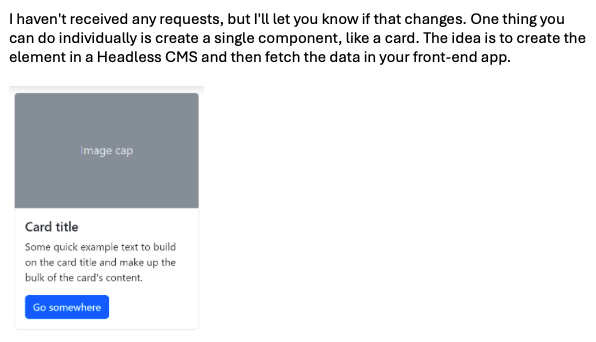 I haven't received any requests, but I'll let you know if that changes. One thing you
can do individually is create a single component, like a card. The idea is to create the
element in a Headless CMS and then fetch the data in your front-end app.
Image cap
Card title
Some quick example text to build
on the card title and make up the
bulk of the card's content.
Go somewhere